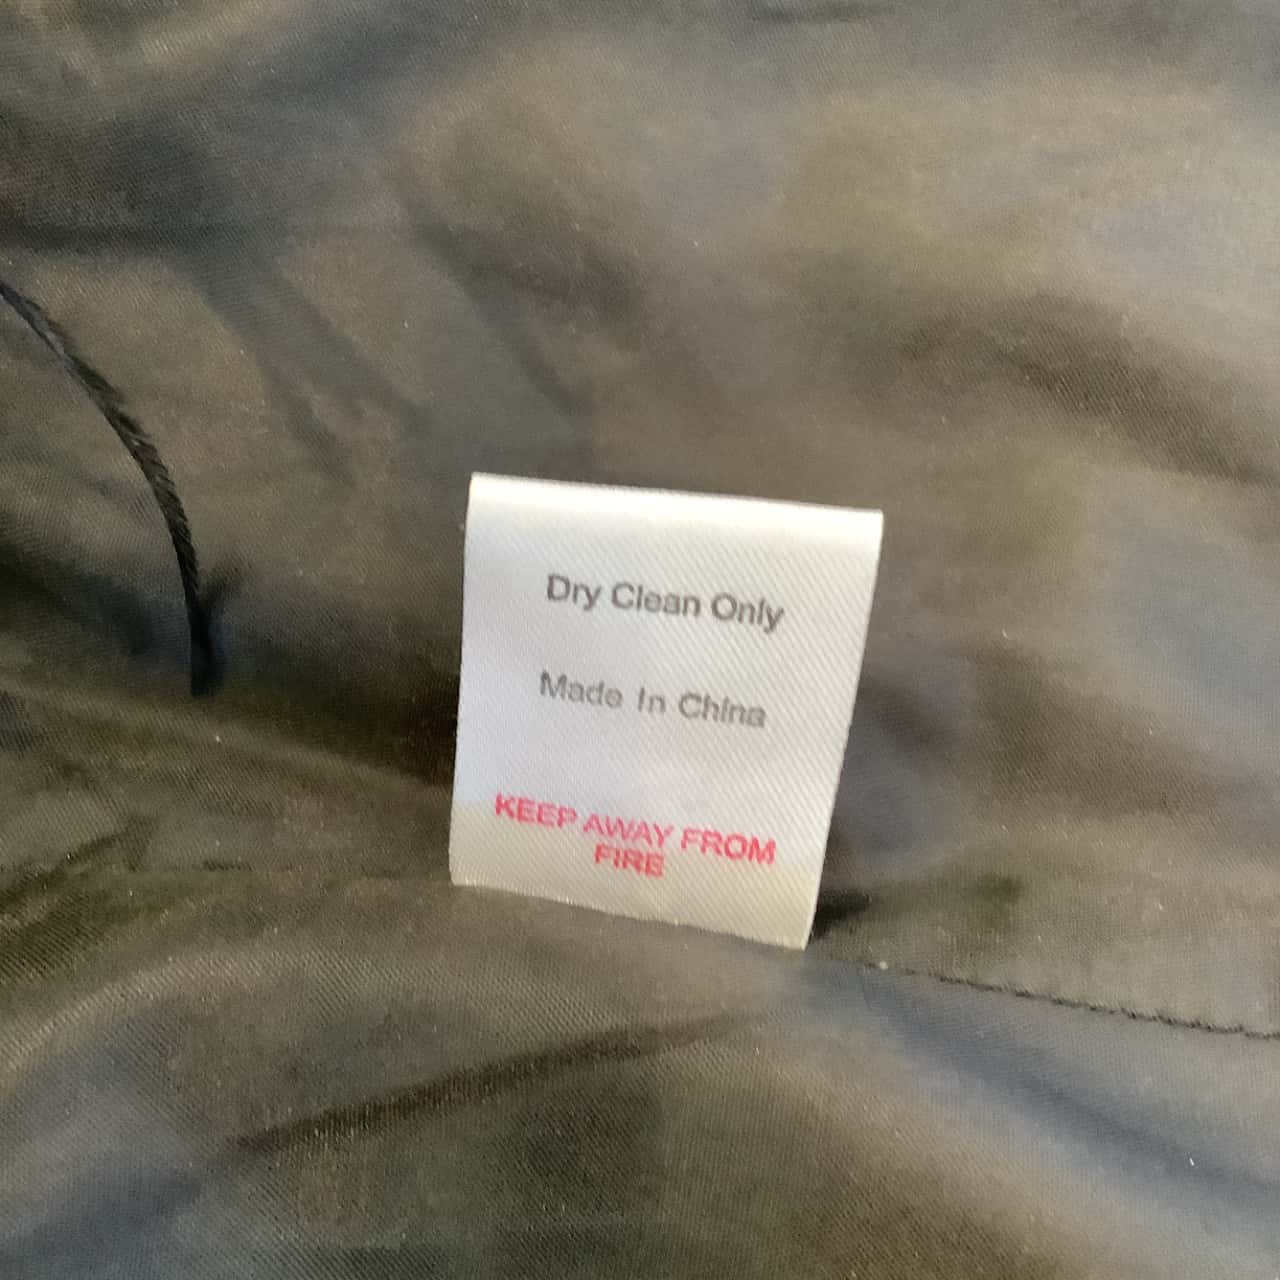 Dry Clean Only
Made In China
KEEP AWAY FROM
FIRE